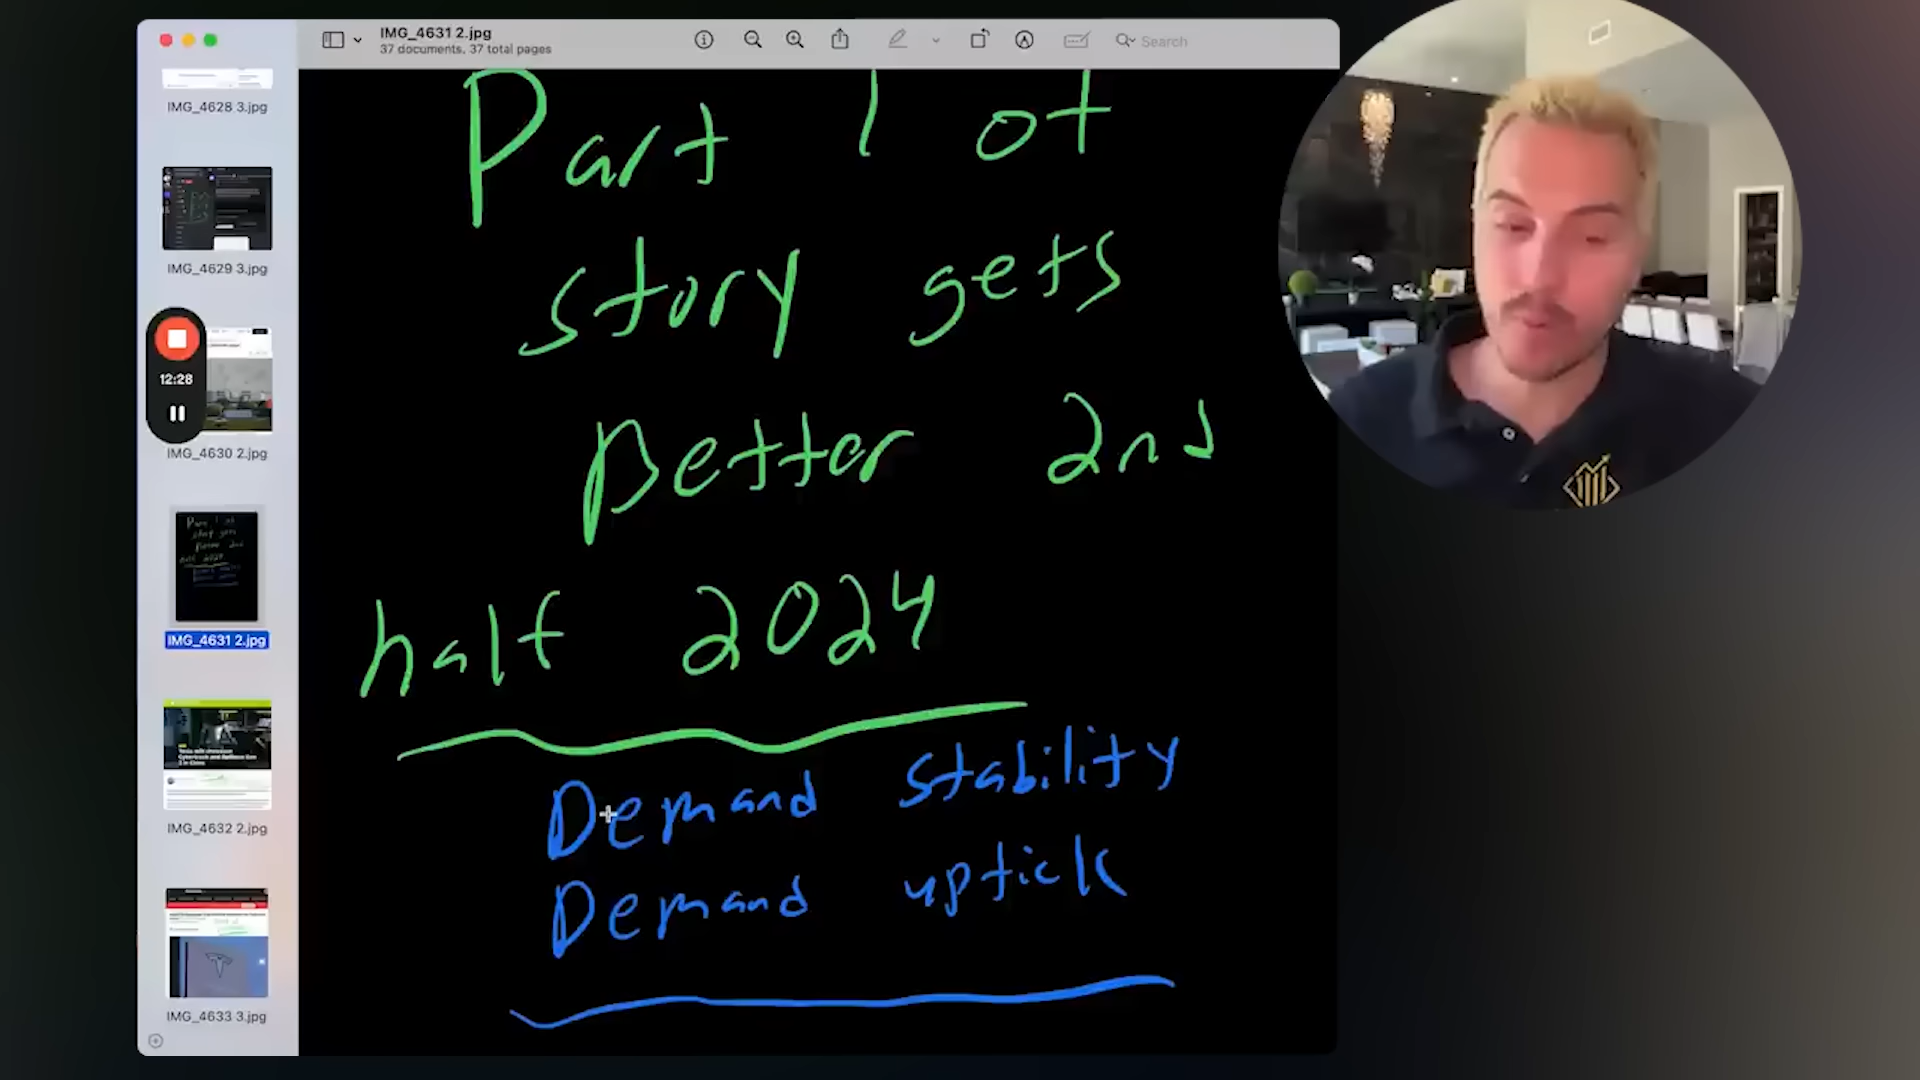 IMG_4631 2.jpg
37 documents, 37 total pages
Search
IMG_4628 3.jpg
IMG_4629 3.jpg
12:28
IMG_4630 2.jpg
IMG_4631 2.jpg
IMG_4632 2.jpg
IMG_4633 3.jpg
Part 1 of
story gets
Better 2nd
half 2024
Demand stability
Demand uptick